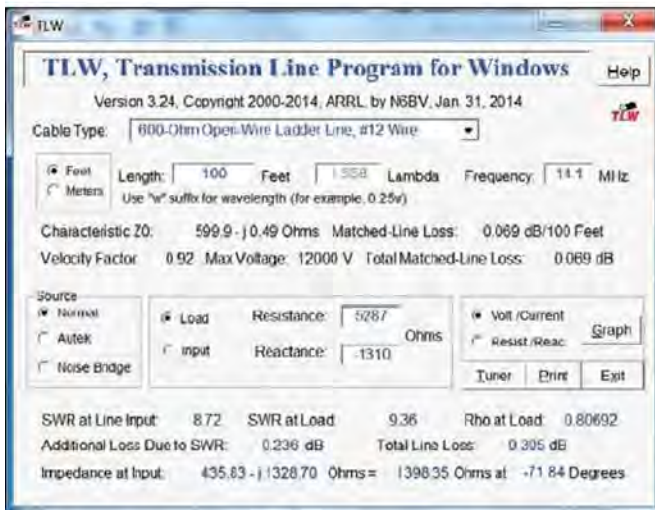 TLW
TLW, Transmission Line Program for Windows
Help
Version 3.24, Copyright 2000-2014, ARRL, by N6BV, Jan. 31, 2014
TLW
Cable Type: 600-Ohm Open-Wire Ladder Line, #12 Wire
Feet Length: 100 Feet 1.558 Lambda Frequency: 14.1 MHz
Meters Use "w" suffix for wavelength (for example, 0.25w)
Characteristic Z0: 599.9 - j 0.49 Ohms Matched-Line Loss: 0.069 dB/100 Feet
Velocity Factor 0.92 Max Voltage: 12000 V Total Matched-Line Loss: 0.069 dB
Source
Normal Load Resistance: 5287 Volt./Current
Autek Ohms Graph
Input Reactance: -1310 Resist./Reac.
Noise Bridge
Tuner Print Exit
SWR at Line Input: 8.72 SWR at Load: 9.36 Rho at Load: 0.80692
Additional Loss Due to SWR: 0.236 dB Total Line Loss: 0.305 dB
Impedance at Input: 435.83 - j 1328.70 Ohms = 1398.35 Ohms at -71.84 Degrees